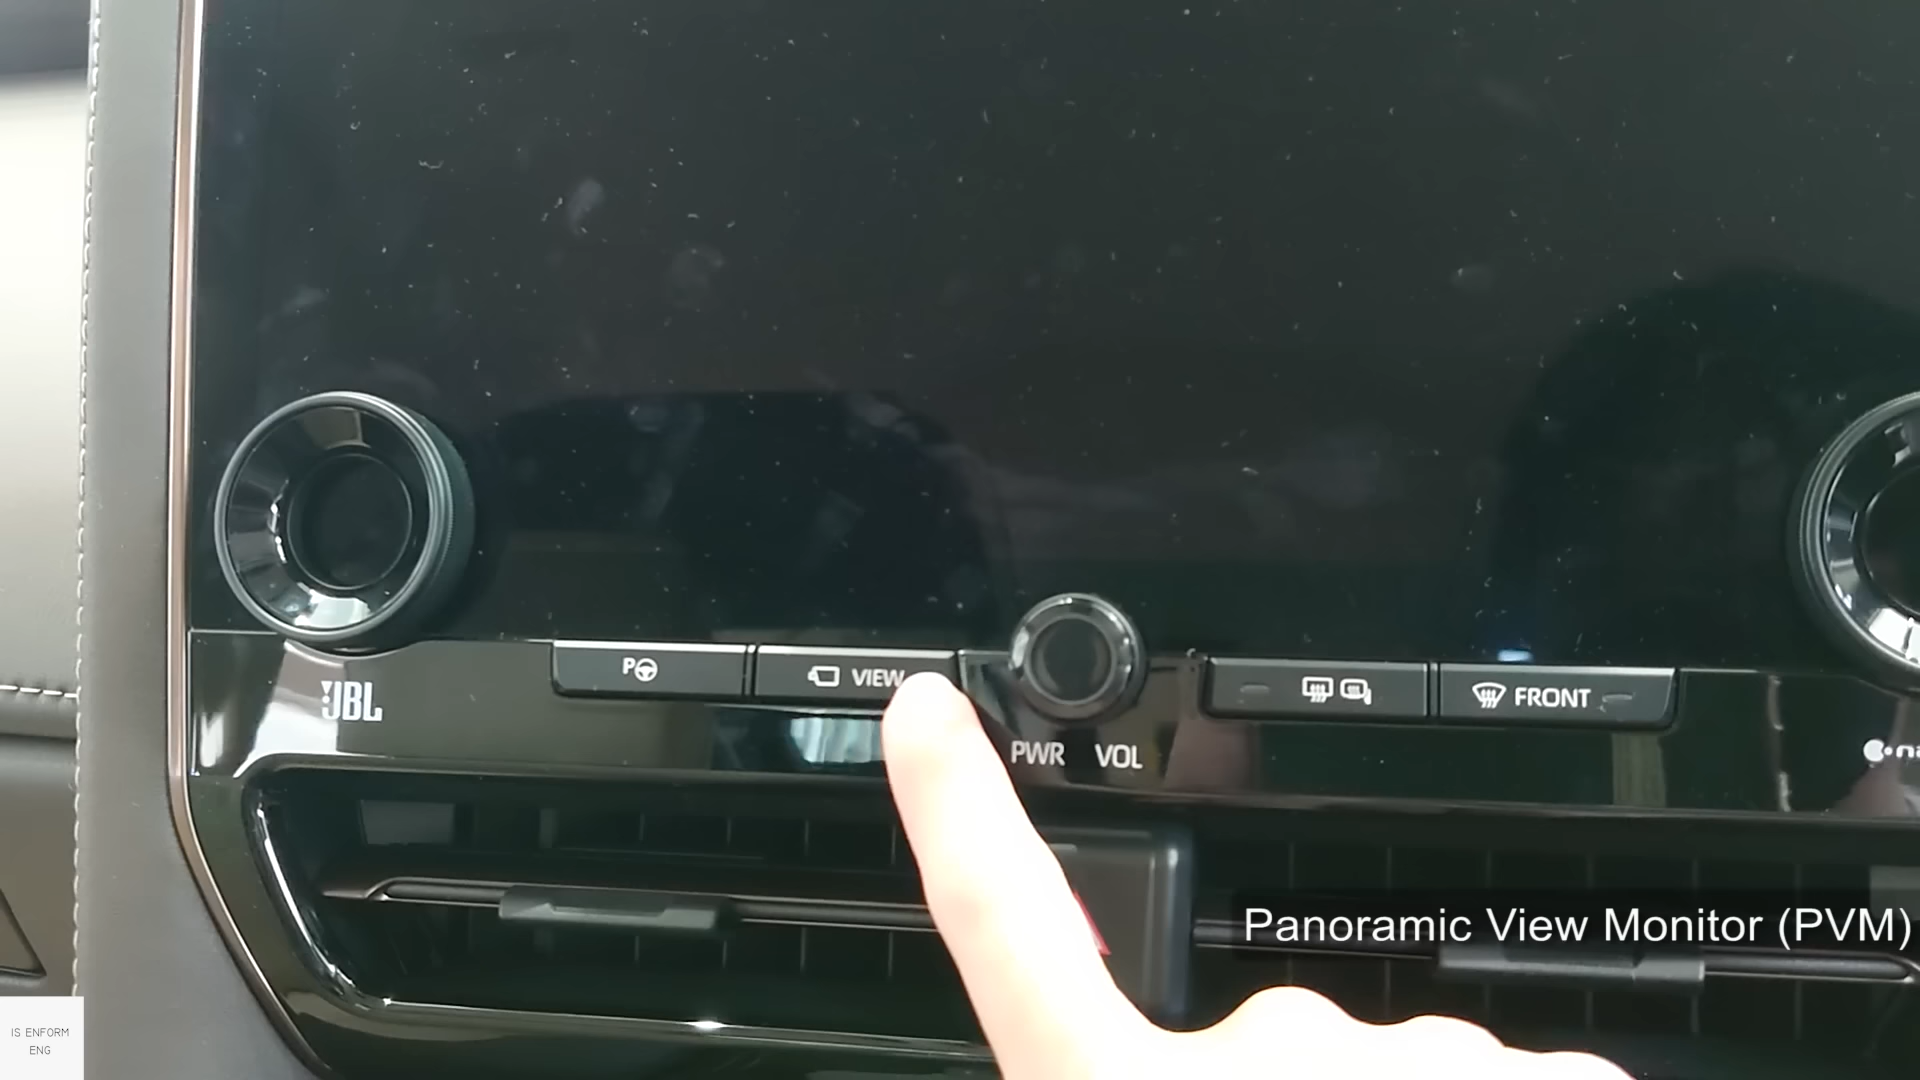 P
VIEW
FRONT
JBL
PWR VOL
Panoramic View Monitor (PVM)
IS ENFORM
ENG